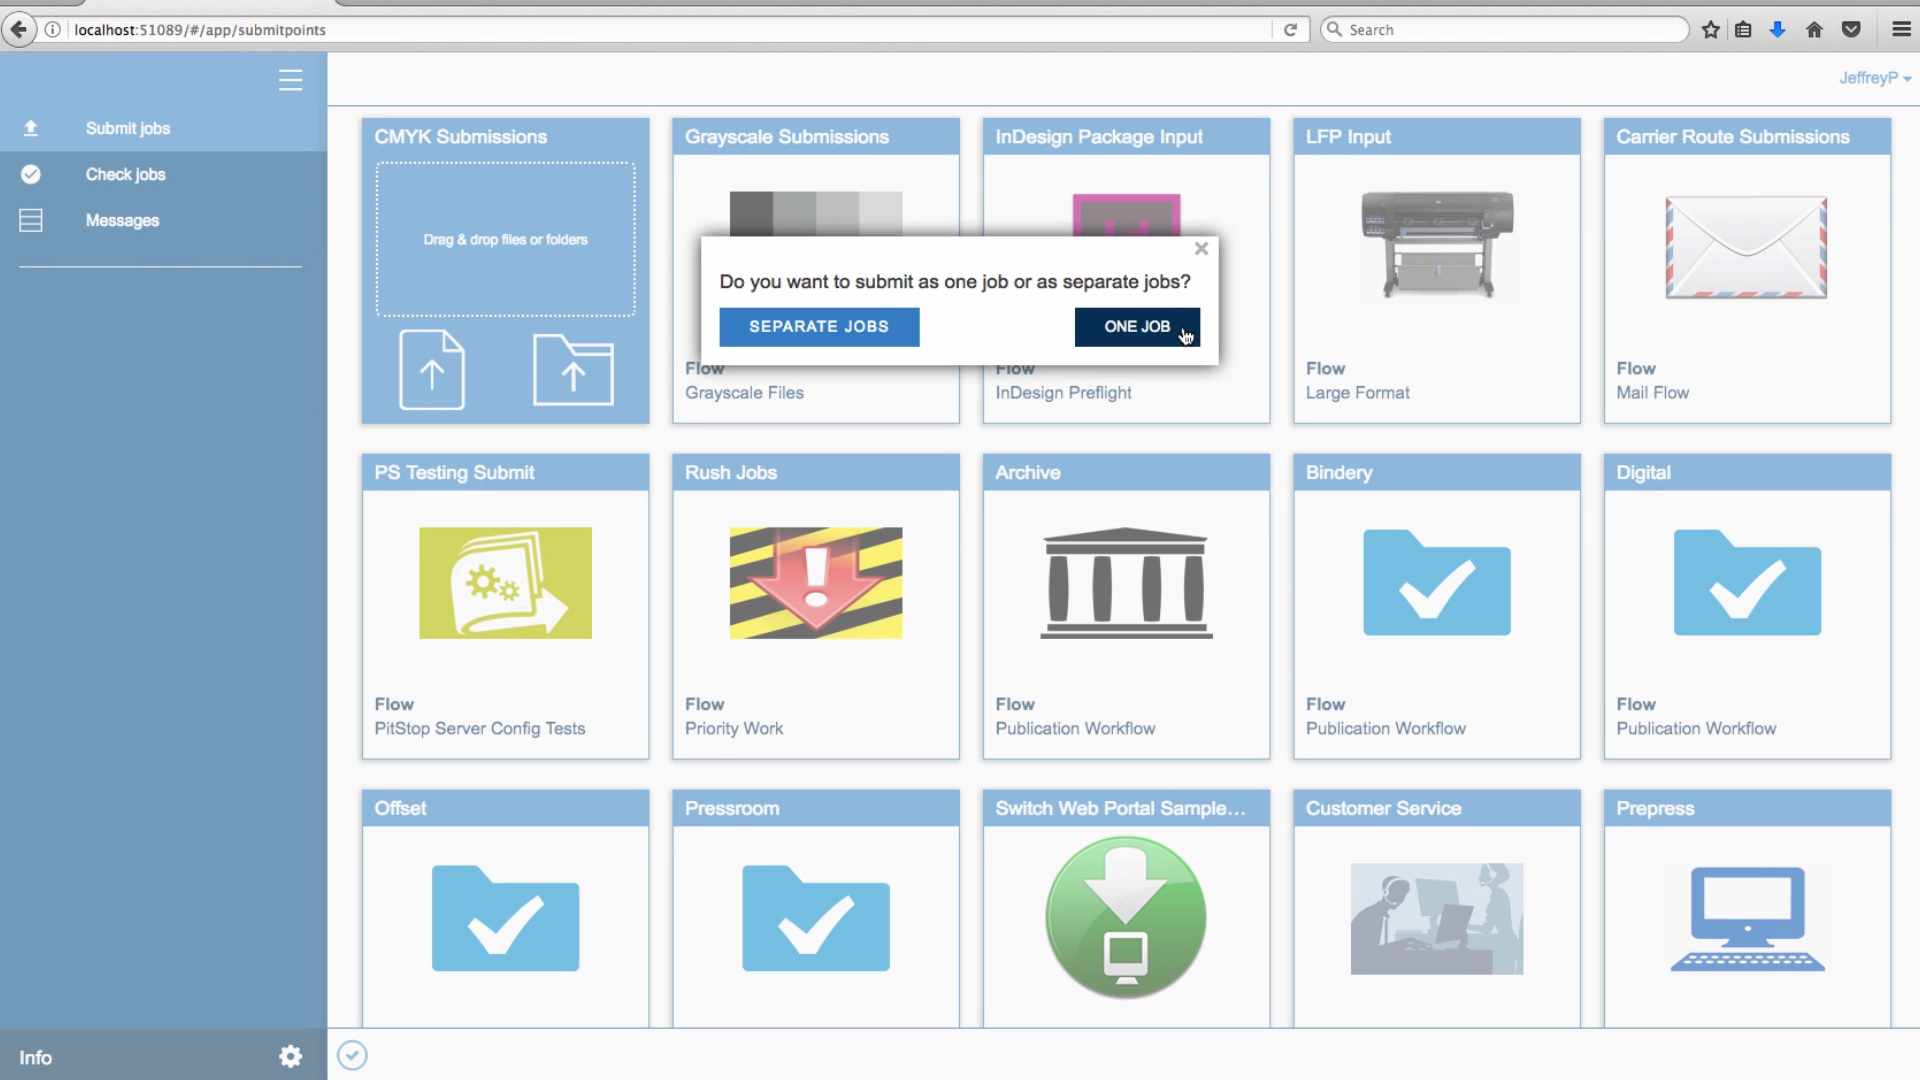 localhost:51089/#/app/submitpoints
Search
JeffreyP
Submit jobs
Check jobs
Messages
CMYK Submissions
Drag & drop files or folders
Grayscale Submissions
Flow
Grayscale Files
InDesign Package Input
Flow
InDesign Preflight
LFP Input
Flow
Large Format
Carrier Route Submissions
Flow
Mail Flow
Do you want to submit as one job or as separate jobs?
SEPARATE JOBS
ONE JOB
PS Testing Submit
Flow
PitStop Server Config Tests
Rush Jobs
Flow
Priority Work
Archive
Flow
Publication Workflow
Bindery
Flow
Publication Workflow
Digital
Flow
Publication Workflow
Offset
Pressroom
Switch Web Portal Sample...
Customer Service
Prepress
Info